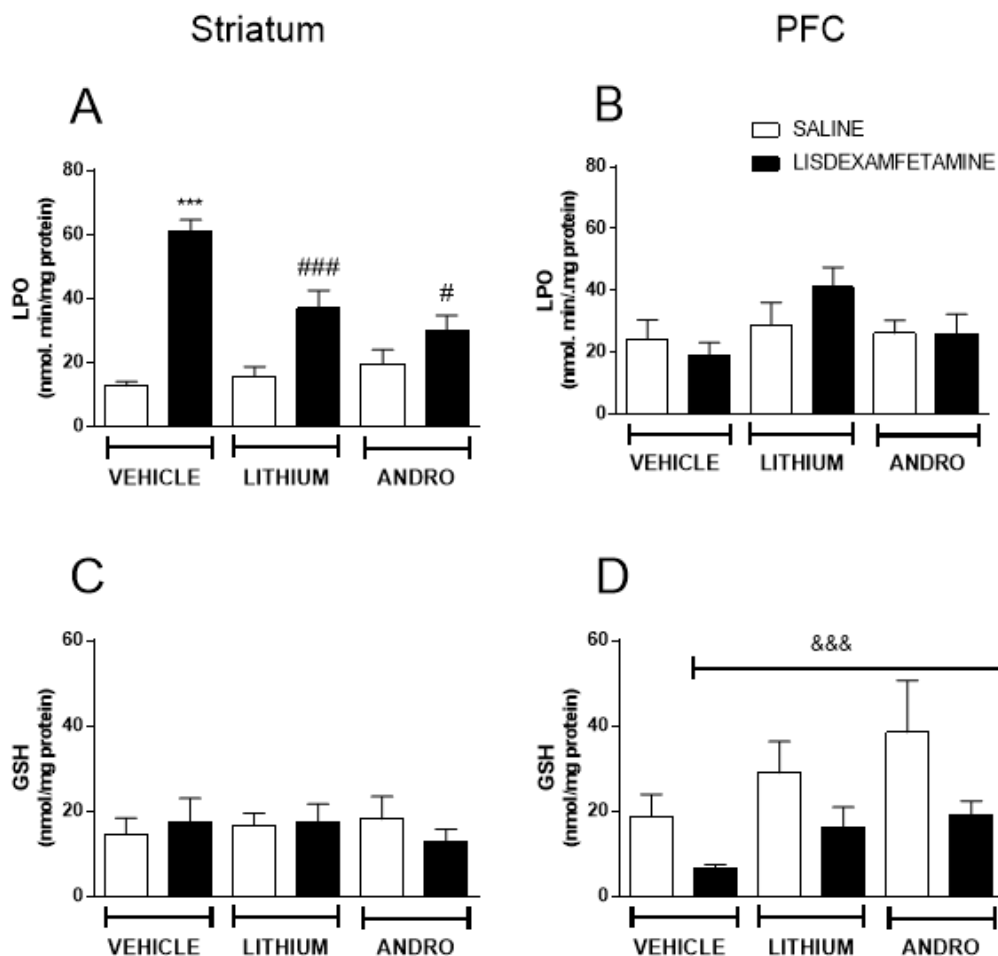 Striatum
PFC
A
80
60
40
20
0
LPO
(nmol. min/mg protein)
***
###
#
VEHICLE
LITHIUM
ANDRO
B
SALINE
LISDEXAMFETAMINE
80
60
40
20
0
LPO
(nmol. min/.mg protein)
VEHICLE
LITHIUM
ANDRO
C
60
40
20
0
GSH
(nmol/mg protein)
VEHICLE
LITHIUM
ANDRO
D
60
40
20
0
GSH
(nmol/mg protein)
&&&
VEHICLE
LITHIUM
ANDRO